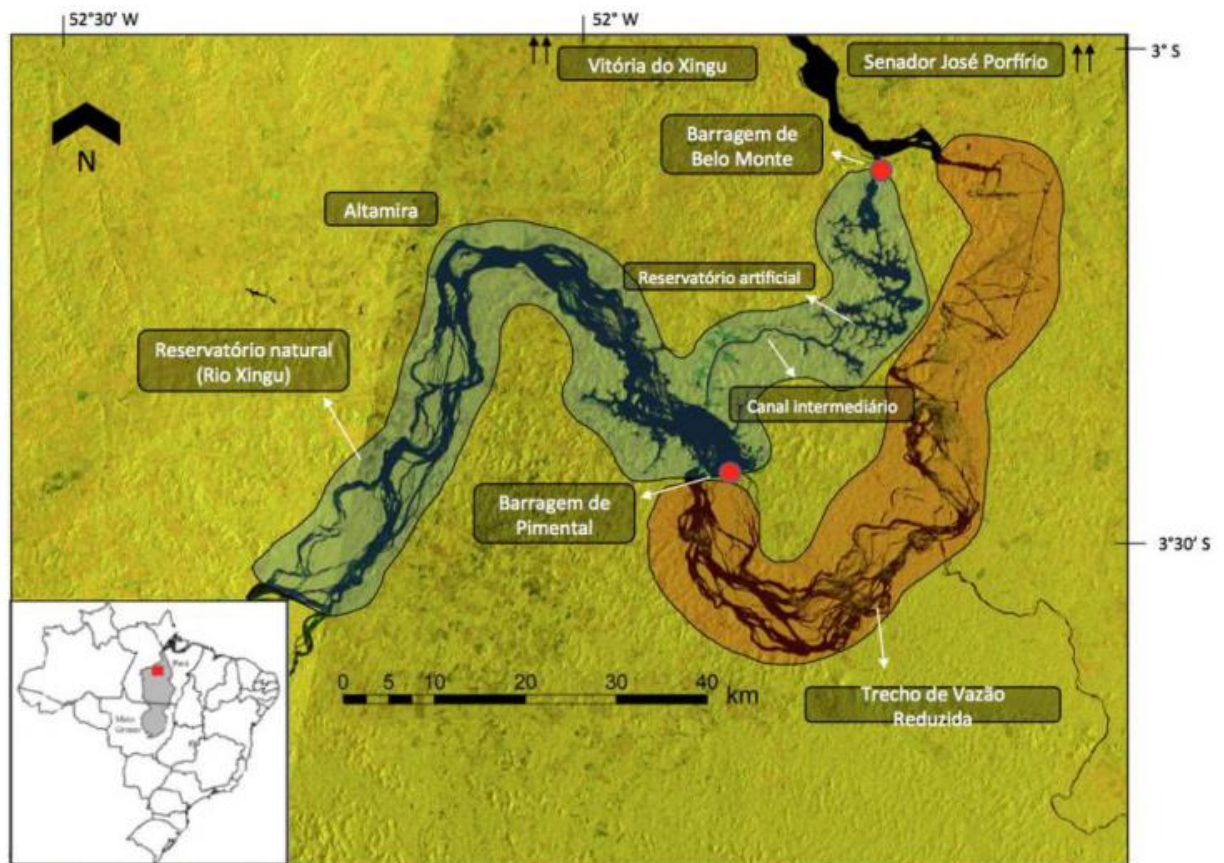 52°30' W
52° W
3° S
Vitória do Xingu
Senador José Porfírio
Barragem de
Belo Monte
N
Altamira
Reservatório artificial
Reservatório natural
(Rio Xingu)
Canal intermediário
Barragem de
Pimental
3°30' S
Pará
Mato
Grosso
0 5 10 20 30 40
km
Trecho de Vazão
Reduzida